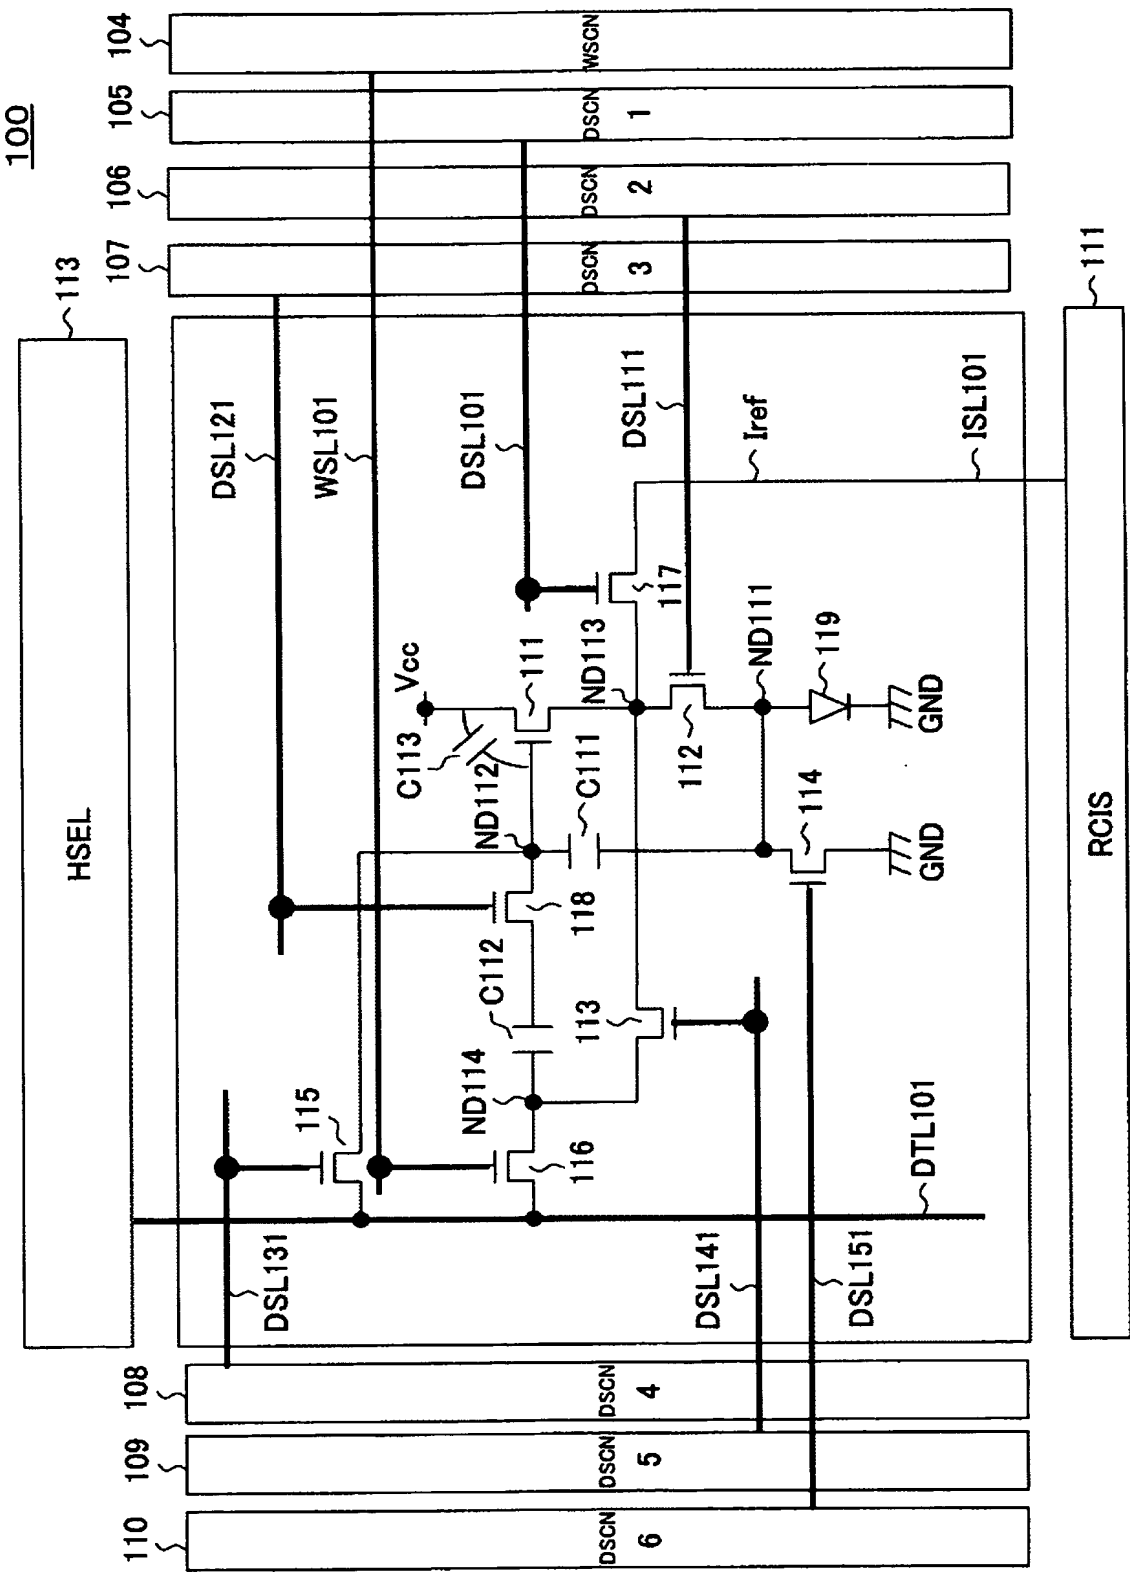 100
104
WSCN
105
DSCN
1
106
DSCN
2
107
DSCN
3
113
HSEL
111
RCIS
DSL121
WSL101
DSL101
DSL111
Iref
ISL101
Vcc
C113
111
ND113
117
ND112
C111
112
ND111
119
GND
114
GND
118
C112
113
ND114
115
116
DTL101
DSL131
DSL141
DSL151
108
DSCN
4
109
DSCN
5
110
DSCN
6